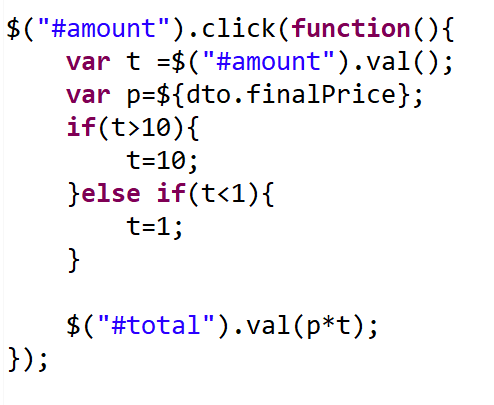 $("#amount").click(function(){
    var t =$("#amount").val();
    var p=${dto.finalPrice};
    if(t>10){
        t=10;
    }else if(t<1){
        t=1;
    }

    $("#total").val(p*t);
});